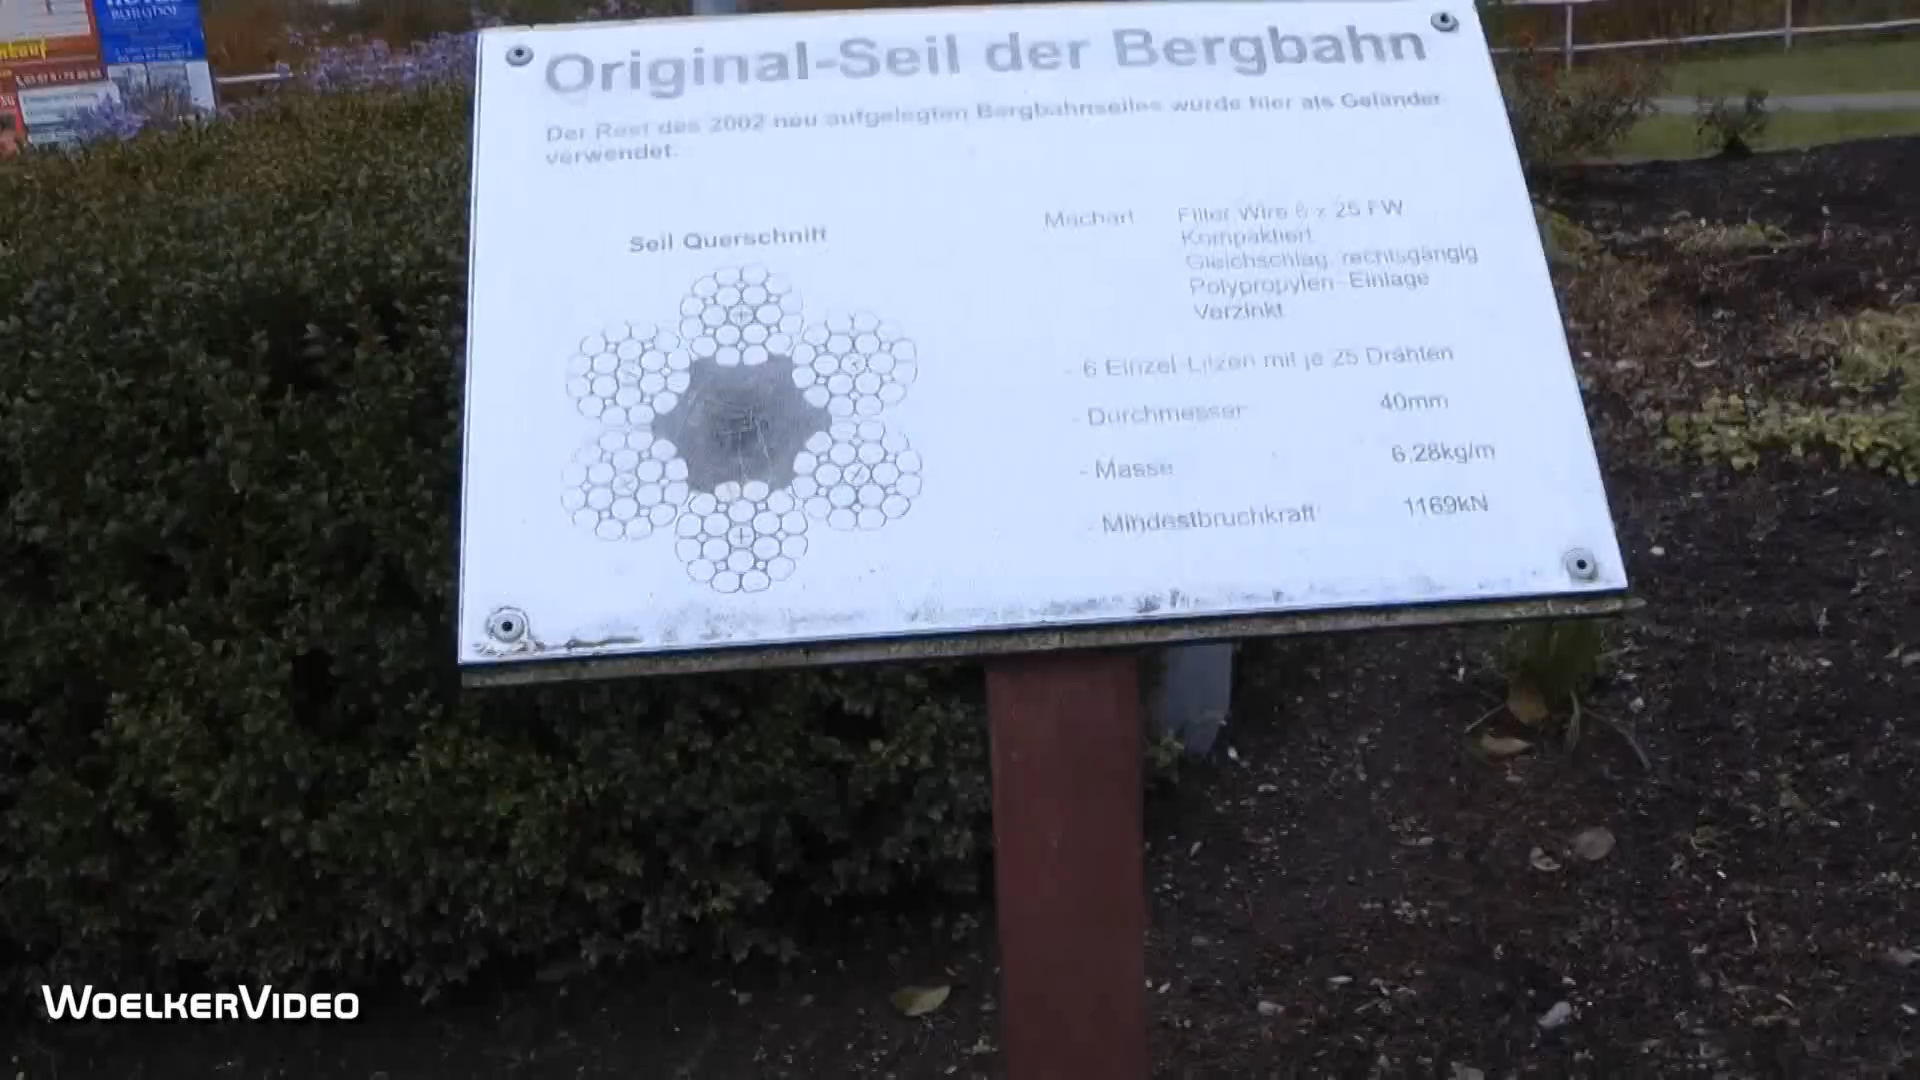 Original-Seil der Bergbahn
Der Rest des 2002 neu aufgelegten Bergbahnseiles wurde hier als Geländer
verwendet.
Seil Querschnitt
Machart Filler Wire 6 x 25 FW
Kompaktiert
Gleichschlag, rechtsgängig
Polypropylen-Einlage
Verzinkt
- 6 Einzel-Litzen mit je 25 Drähten
- Durchmesser 40mm
- Masse 6,28kg/m
- Mindestbruchkraft 1169kN
WoelkerVideo